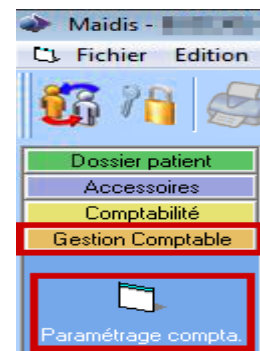 Maidis -
Fichier Edition
Dossier patient
Accessoires
Comptabilité
Gestion Comptable
Paramétrage compta.